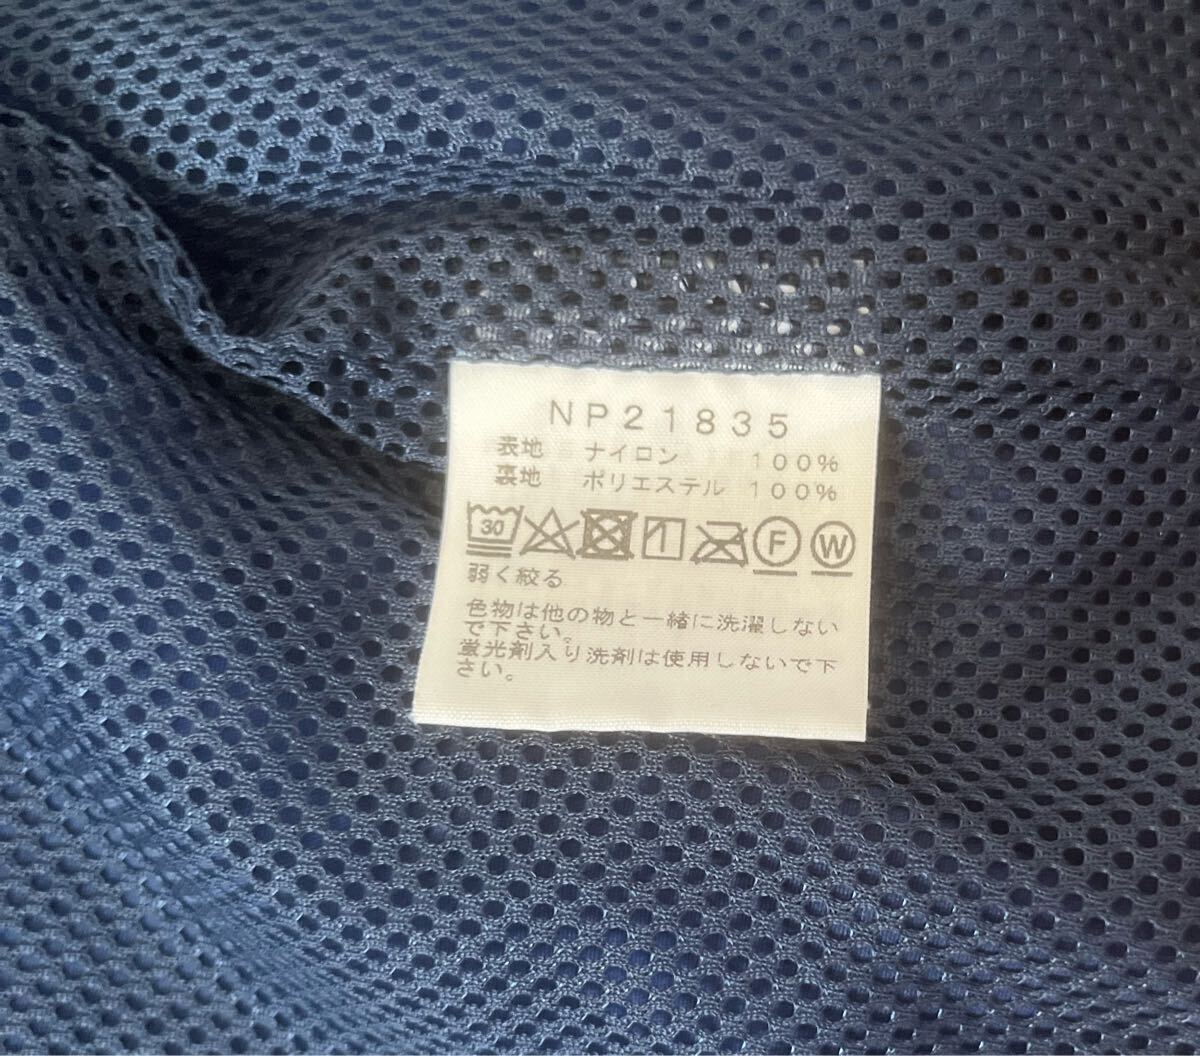 NP21835
表地 ナイロン 100%
裏地 ポリエステル 100%
30 F W
弱く絞る
色物は他の物と一緒に洗濯しない
で下さい。
蛍光剤入り洗剤は使用しないで下
さい。